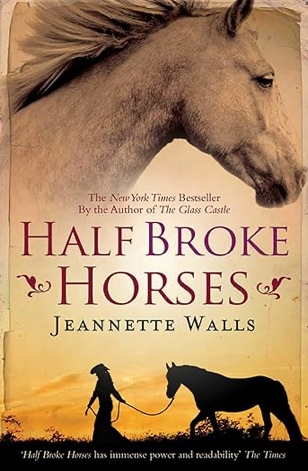 The New York Times Bestseller
By the Author of The Glass Castle
HALF BROKE
HORSES
JEANNETTE WALLS
'Half Broke Horses has immense power and readability' The Times